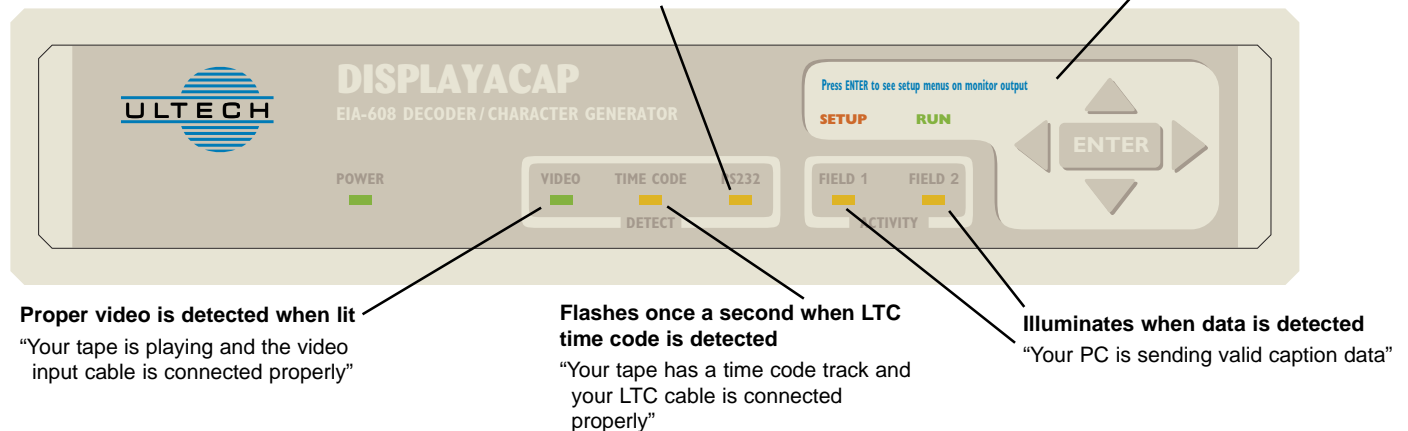 ULTECH
DISPLAYACAP
EIA-608 DECODER/CHARACTER GENERATOR
Press ENTER to see setup menus on monitor output
SETUP RUN
ENTER
POWER
VIDEO TIME CODE RS232
DETECT
FIELD 1 FIELD 2
ACTIVITY
Proper video is detected when lit
“Your tape is playing and the video
input cable is connected properly”
Flashes once a second when LTC
time code is detected
“Your tape has a time code track and
your LTC cable is connected
properly”
Illuminates when data is detected
“Your PC is sending valid caption data”